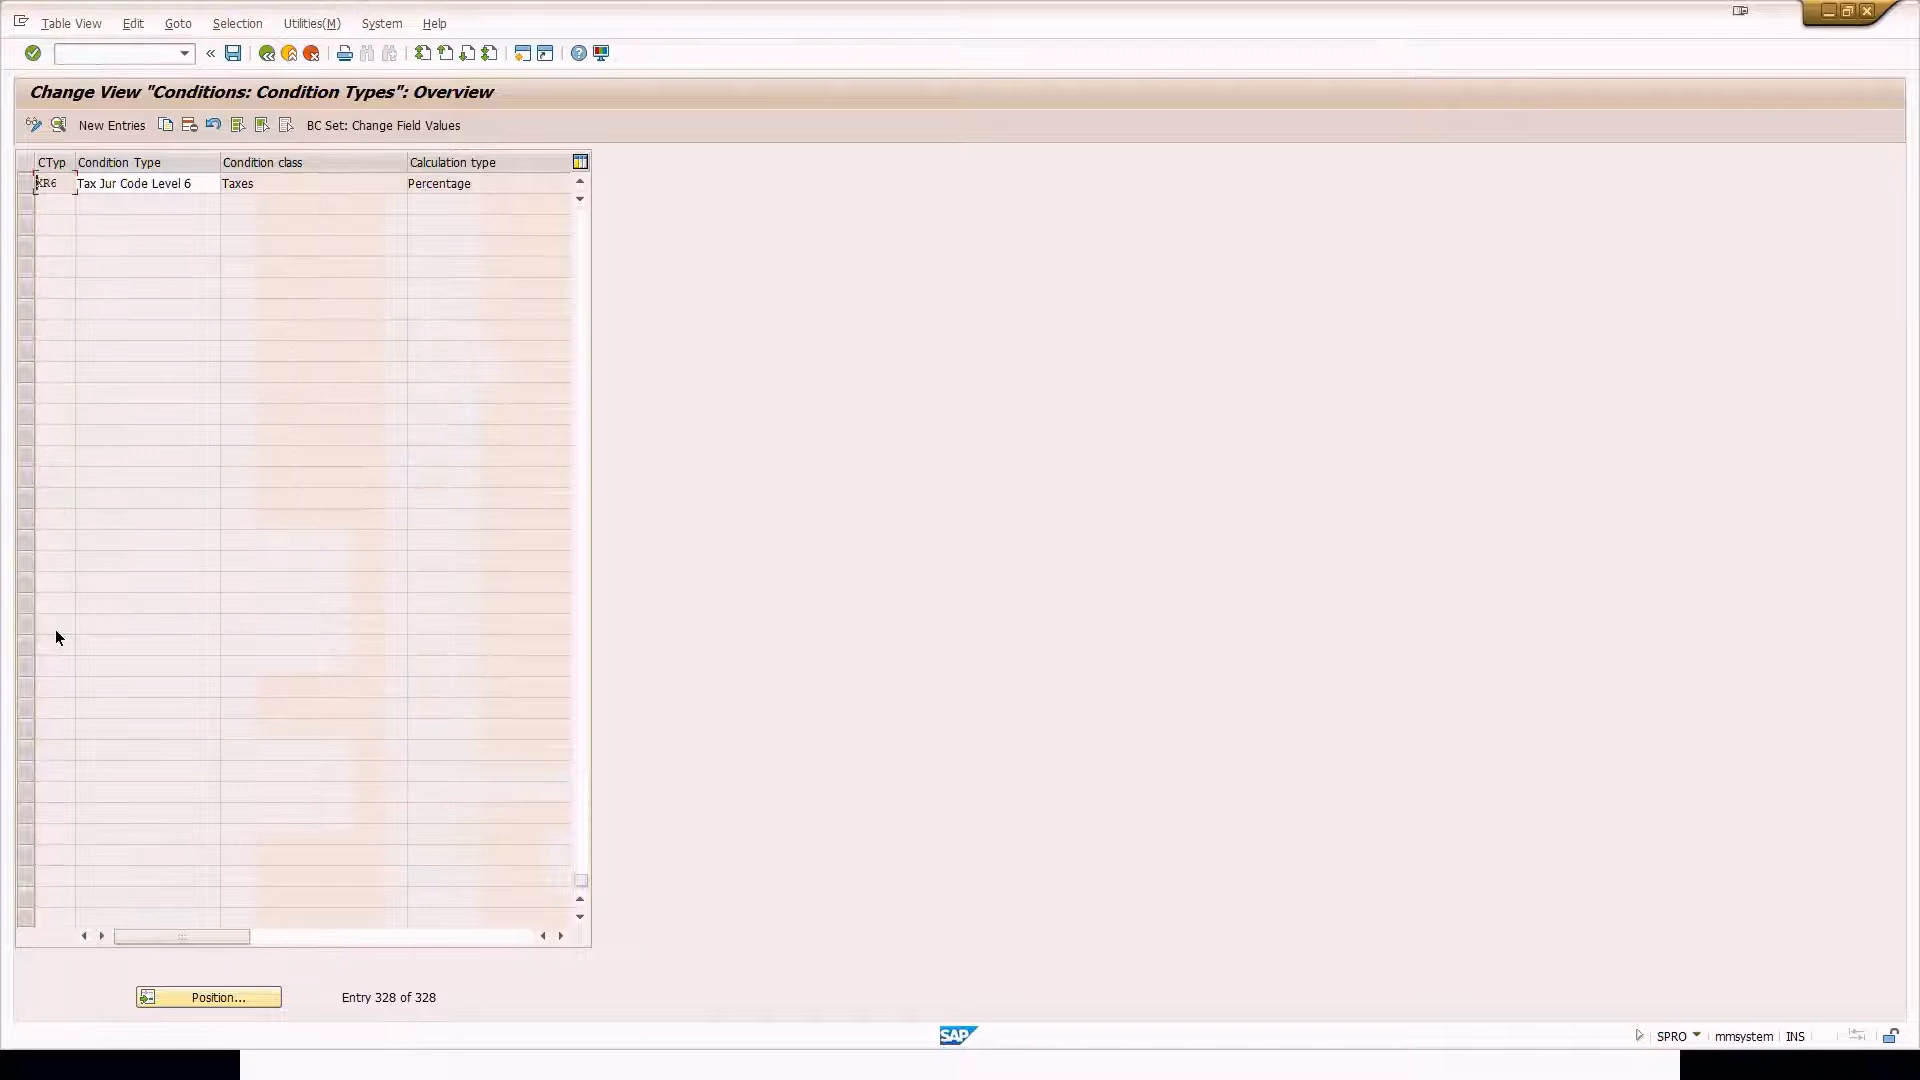 Table View Edit Goto Selection Utilities(M) System Help
Change View "Conditions: Condition Types": Overview
New Entries BC Set: Change Field Values
CTyp Condition Type Condition class Calculation type
XR6 Tax Jur Code Level 6 Taxes Percentage
Position... Entry 328 of 328
SAP SPRO mmsystem INS